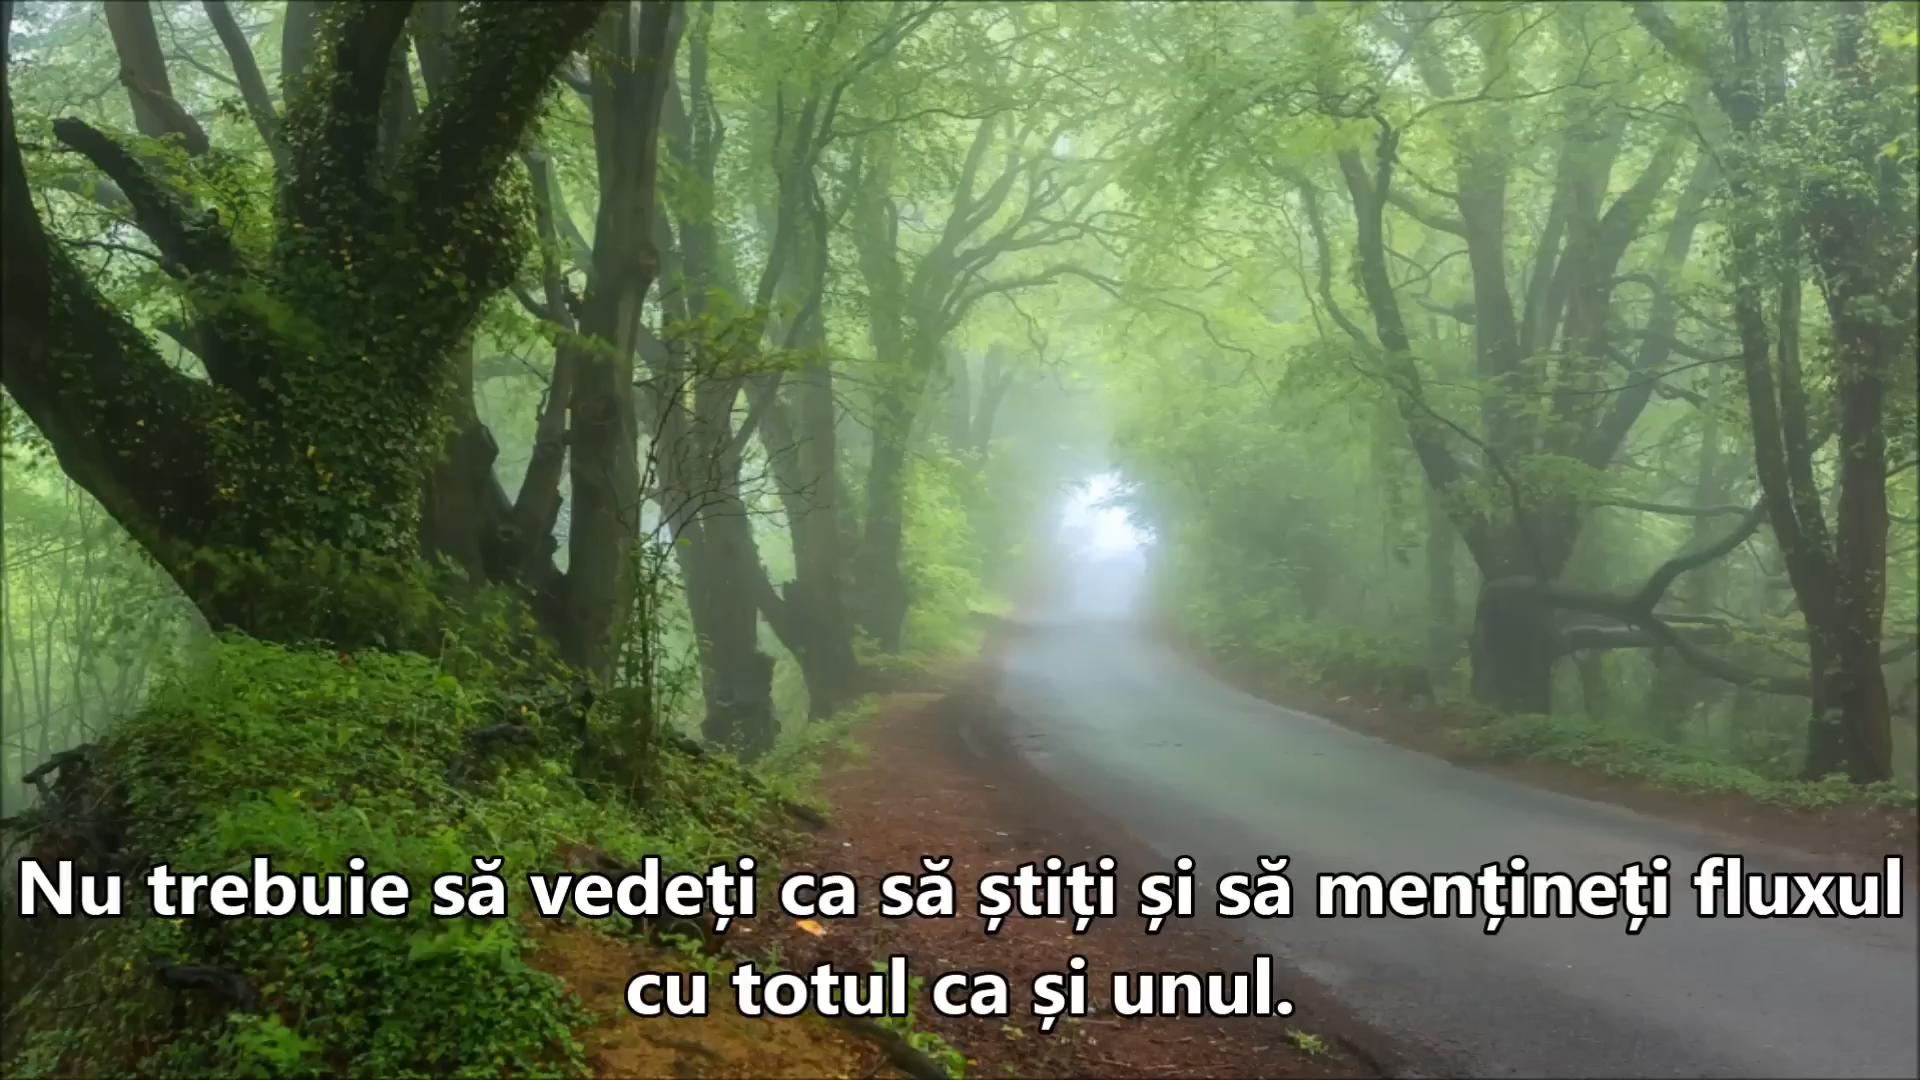 Nu trebuie să vedeți ca să știți și să mențineți fluxul
cu totul ca și unul.